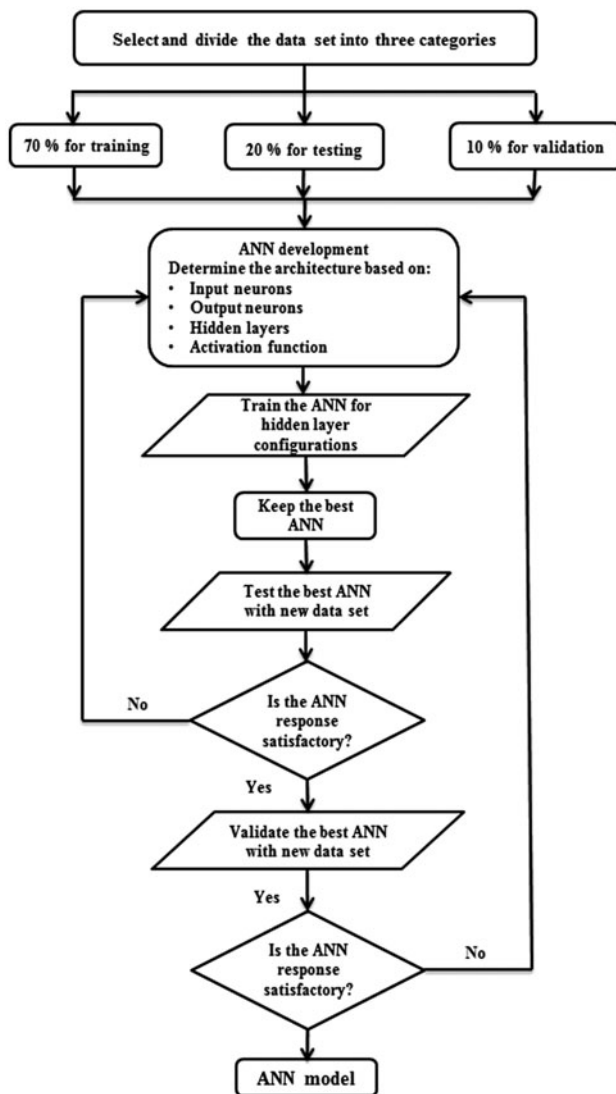 Select and divide the data set into three categories
70 % for training
20 % for testing
10 % for validation
ANN development
Determine the architecture based on:
• Input neurons
• Output neurons
• Hidden layers
• Activation function
Train the ANN for
hidden layer
configurations
Keep the best
ANN
Test the best ANN
with new data set
No
Is the ANN
response
satisfactory?
Yes
Validate the best ANN
with new data set
Yes
Is the ANN
response
satisfactory?
No
ANN model